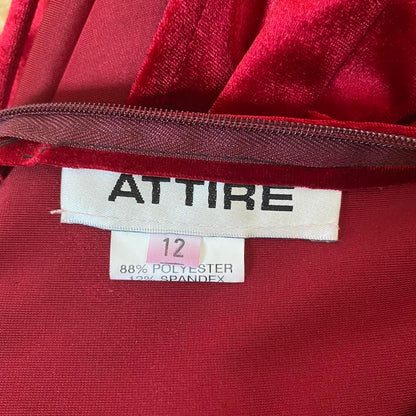 ATTIRE
12
88% POLYESTER
12% SPANDEX